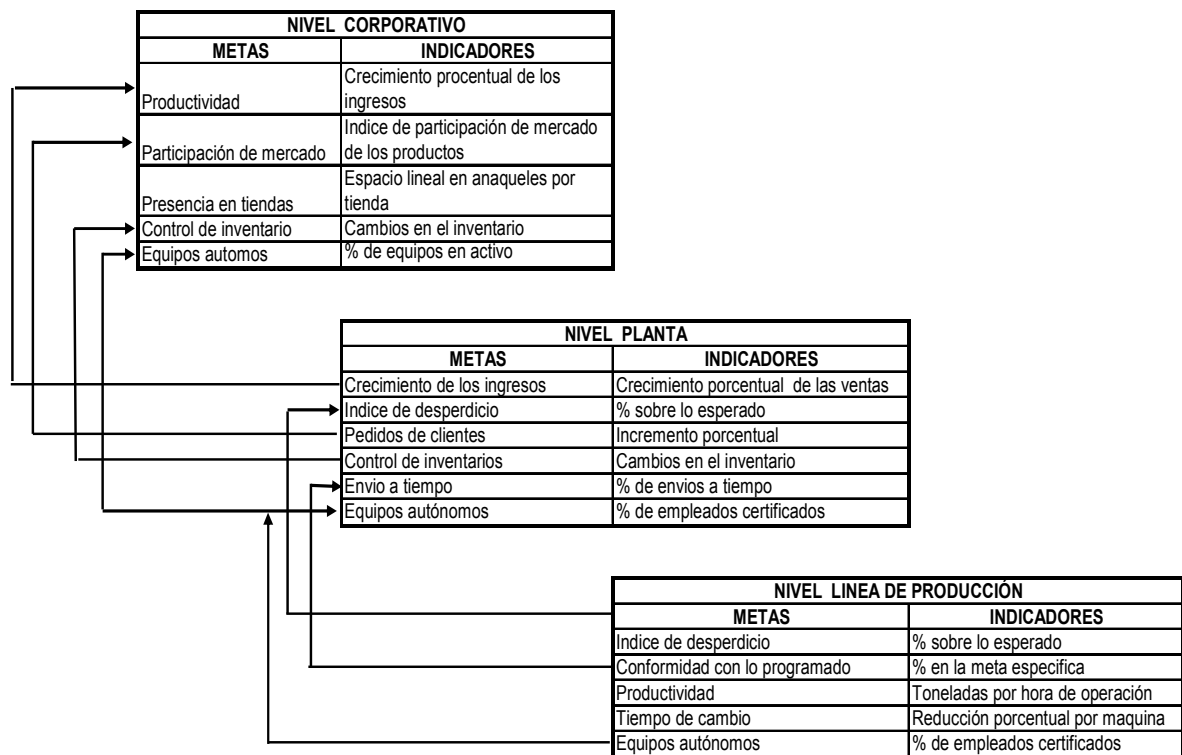 NIVEL CORPORATIVO
METAS INDICADORES
Productividad Crecimiento procentual de los
ingresos
Participación de mercado Indice de participación de mercado
de los productos
Presencia en tiendas Espacio lineal en anaqueles por
tienda
Control de inventario Cambios en el inventario
Equipos automos % de equipos en activo
NIVEL PLANTA
METAS INDICADORES
Crecimiento de los ingresos Crecimiento porcentual de las ventas
Indice de desperdicio % sobre lo esperado
Pedidos de clientes Incremento porcentual
Control de inventarios Cambios en el inventario
Envio a tiempo % de envios a tiempo
Equipos autónomos % de empleados certificados
NIVEL LINEA DE PRODUCCIÓN
METAS INDICADORES
Indice de desperdicio % sobre lo esperado
Conformidad con lo programado % en la meta especifica
Productividad Toneladas por hora de operación
Tiempo de cambio Reducción porcentual por maquina
Equipos autónomos % de empleados certificados